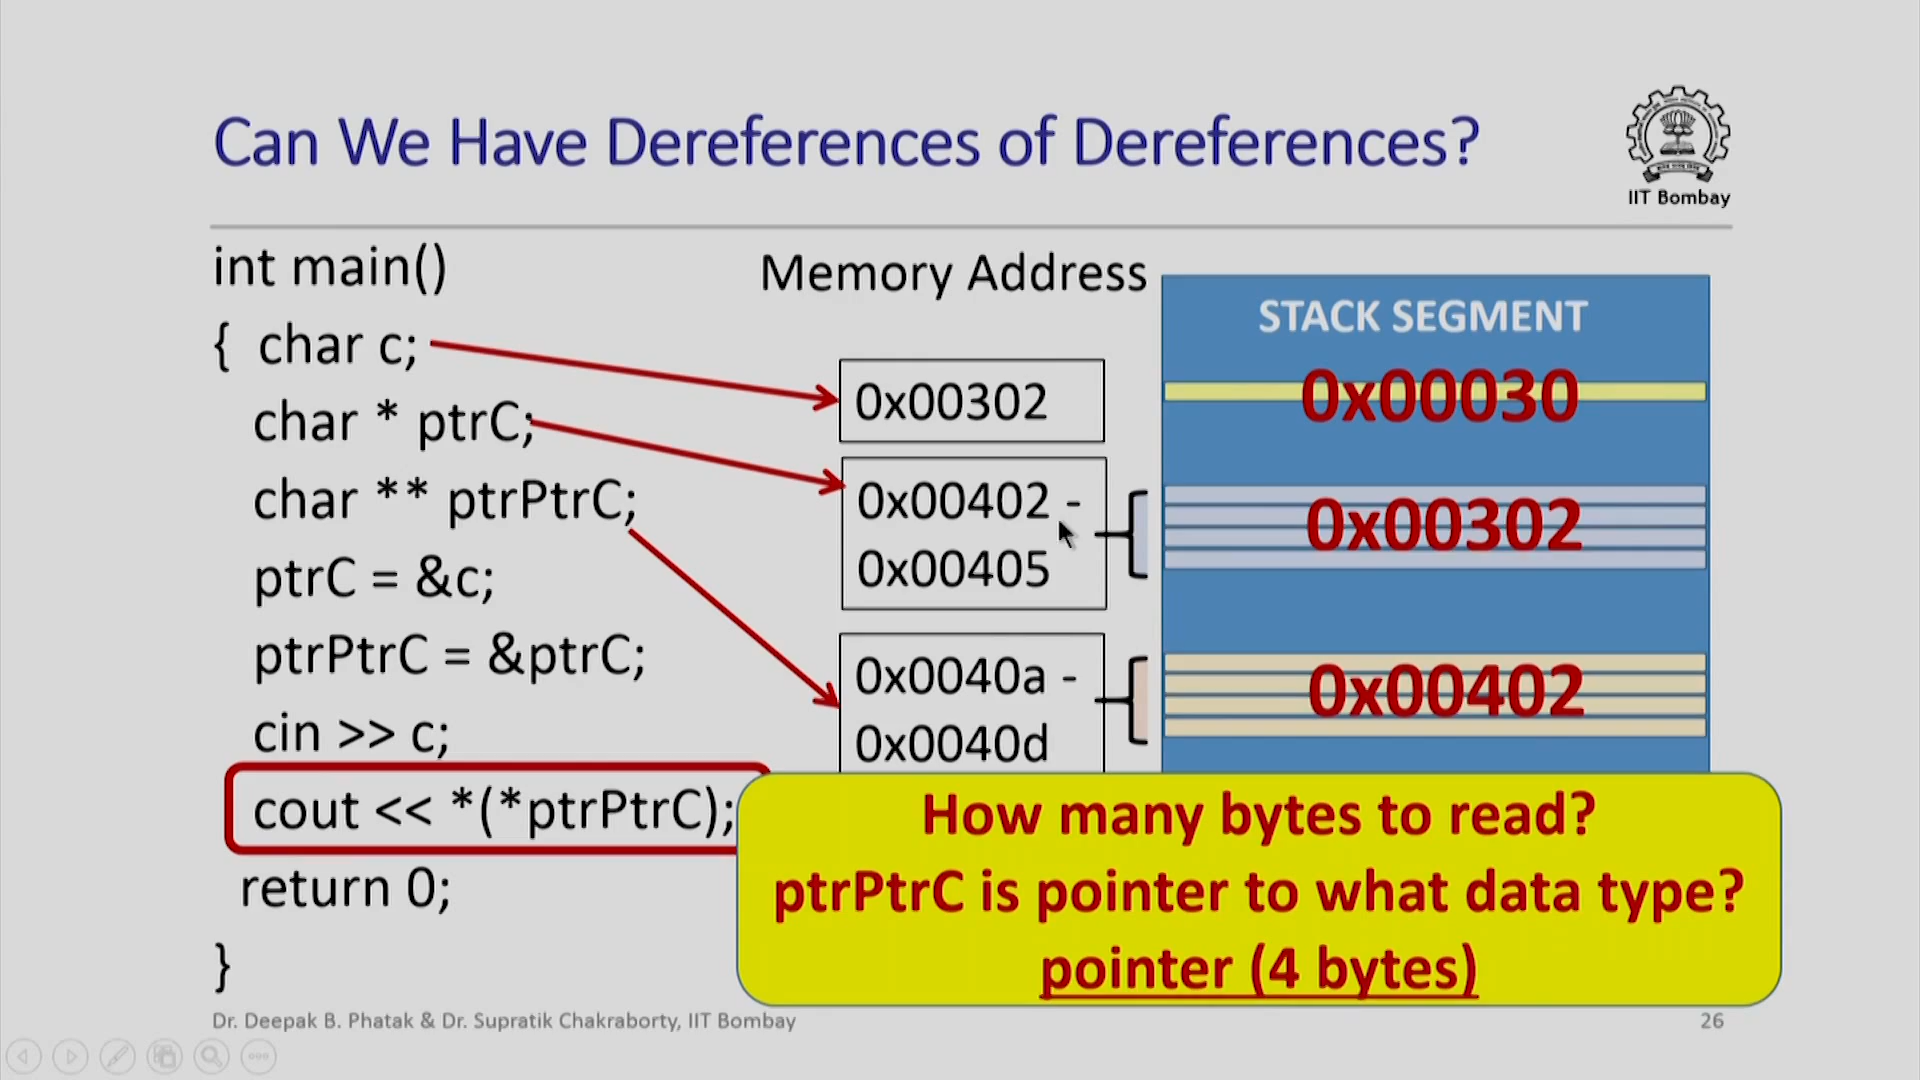 Can We Have Dereferences of Dereferences?
IIT Bombay
int main()
{ char c;
char * ptrC;
char ** ptrPtrC;
ptrC = &c;
ptrPtrC = &ptrC;
cin >> c;
cout << *(*ptrPtrC);
return 0;
}
Memory Address
0x00302
0x00402 -
0x00405
0x0040a -
0x0040d
STACK SEGMENT
0x00030
0x00302
0x00402
How many bytes to read?
ptrPtrC is pointer to what data type?
pointer (4 bytes)
Dr. Deepak B. Phatak & Dr. Supratik Chakraborty, IIT Bombay
26